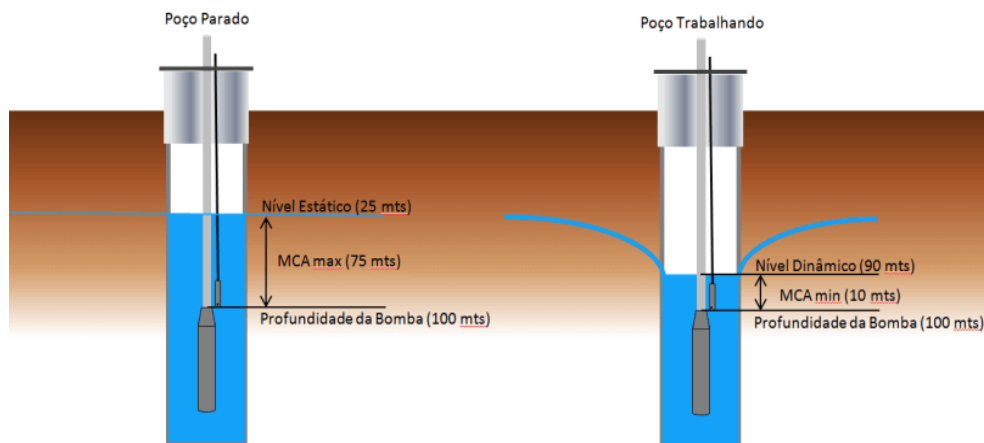 Poço Parado
Nível Estático (25 mts)
MCA max (75 mts)
Profundidade da Bomba (100 mts)
Poço Trabalhando
Nível Dinâmico (90 mts)
MCA min (10 mts)
Profundidade da Bomba (100 mts)